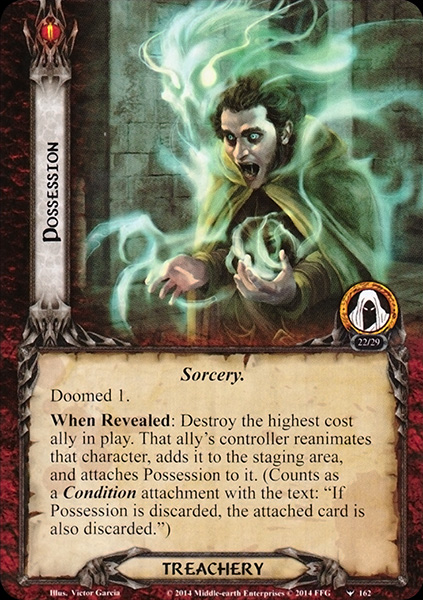 POSSESSION
22/29
Sorcery.
Doomed 1.
When Revealed: Destroy the highest cost
ally in play. That ally's controller reanimates
that character, adds it to the staging area,
and attaches Possession to it. (Counts as
a Condition attachment with the text: “If
Possession is discarded, the attached card is
also discarded.”)
TREACHERY
Illus. Victor Garcia © 2014 Middle-earth Enterprises © 2014 FFG 162